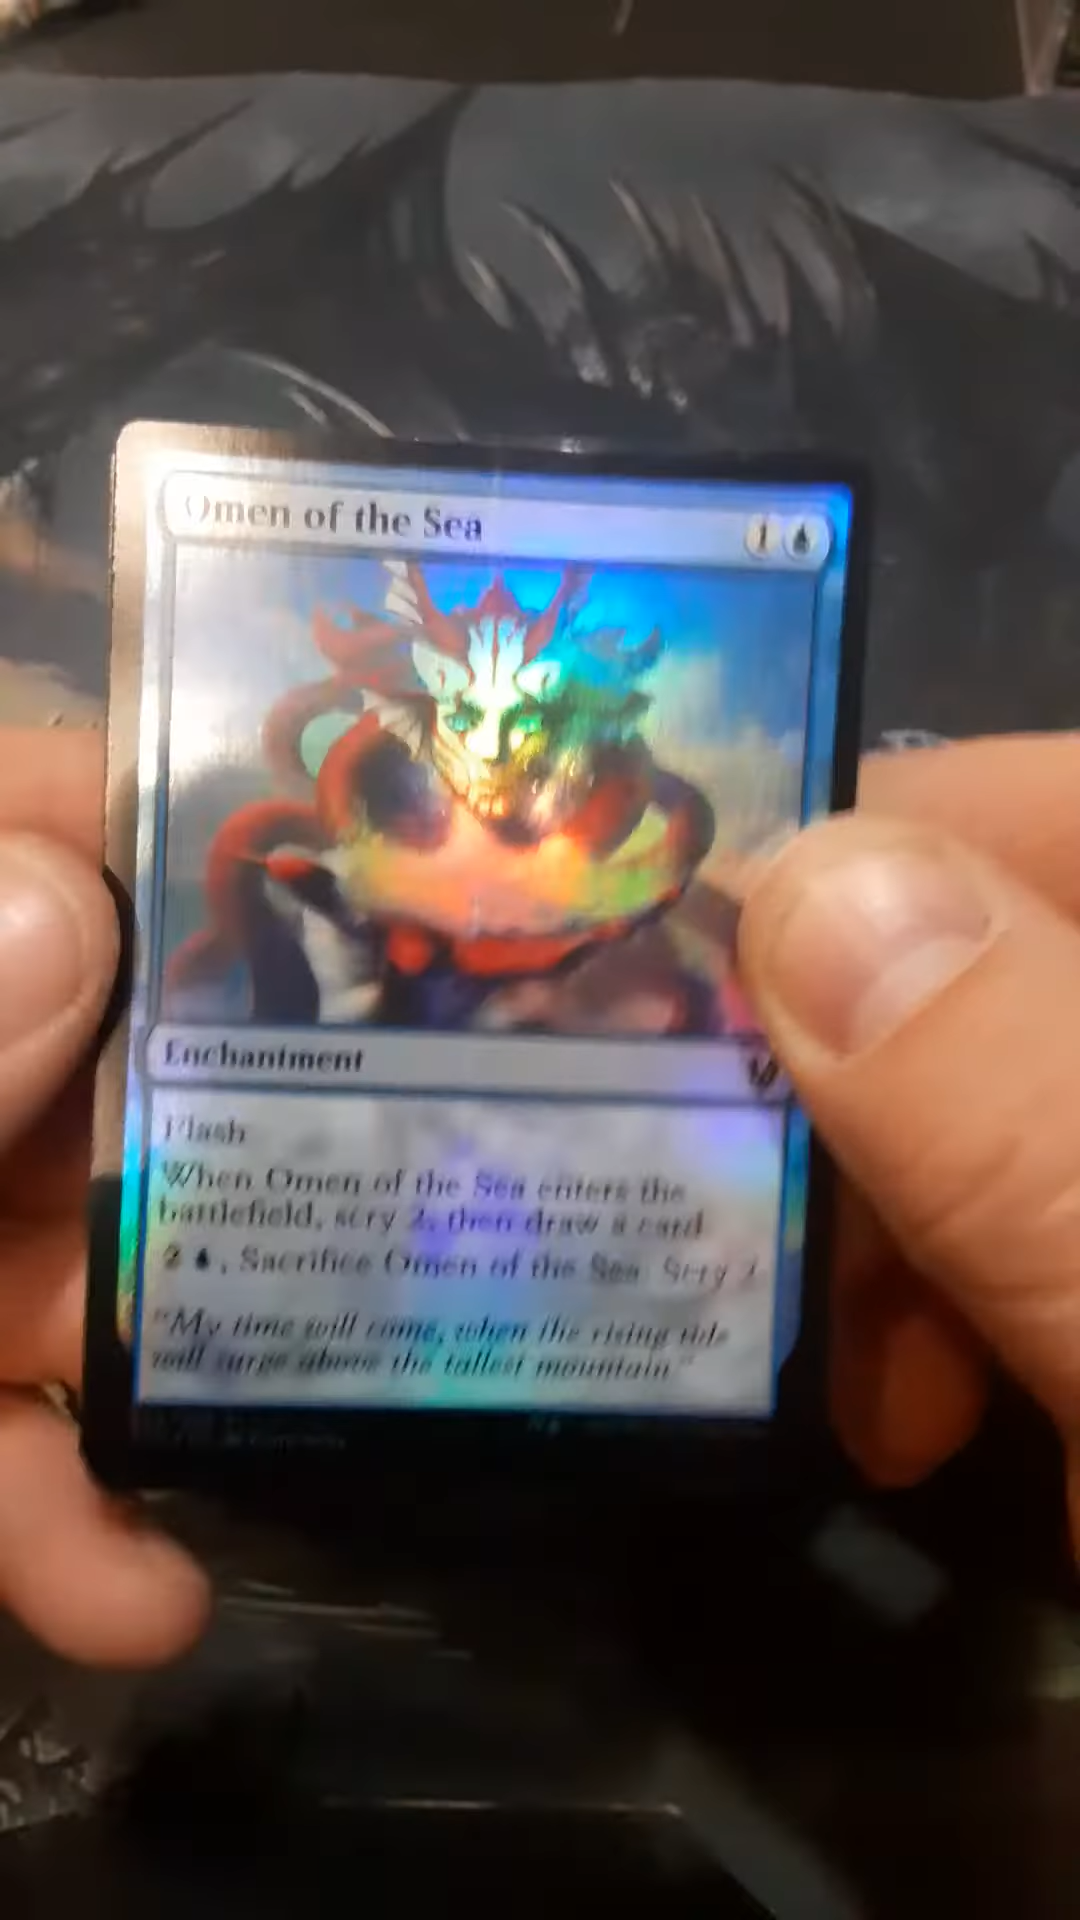 Omen of the Sea 1
Enchantment
Flash
When Omen of the Sea enters the
battlefield, scry 2, then draw a card.
2 , Sacrifice Omen of the Sea: Scry 2.
"My time will come, when the rising tide
will surge above the tallest mountain."